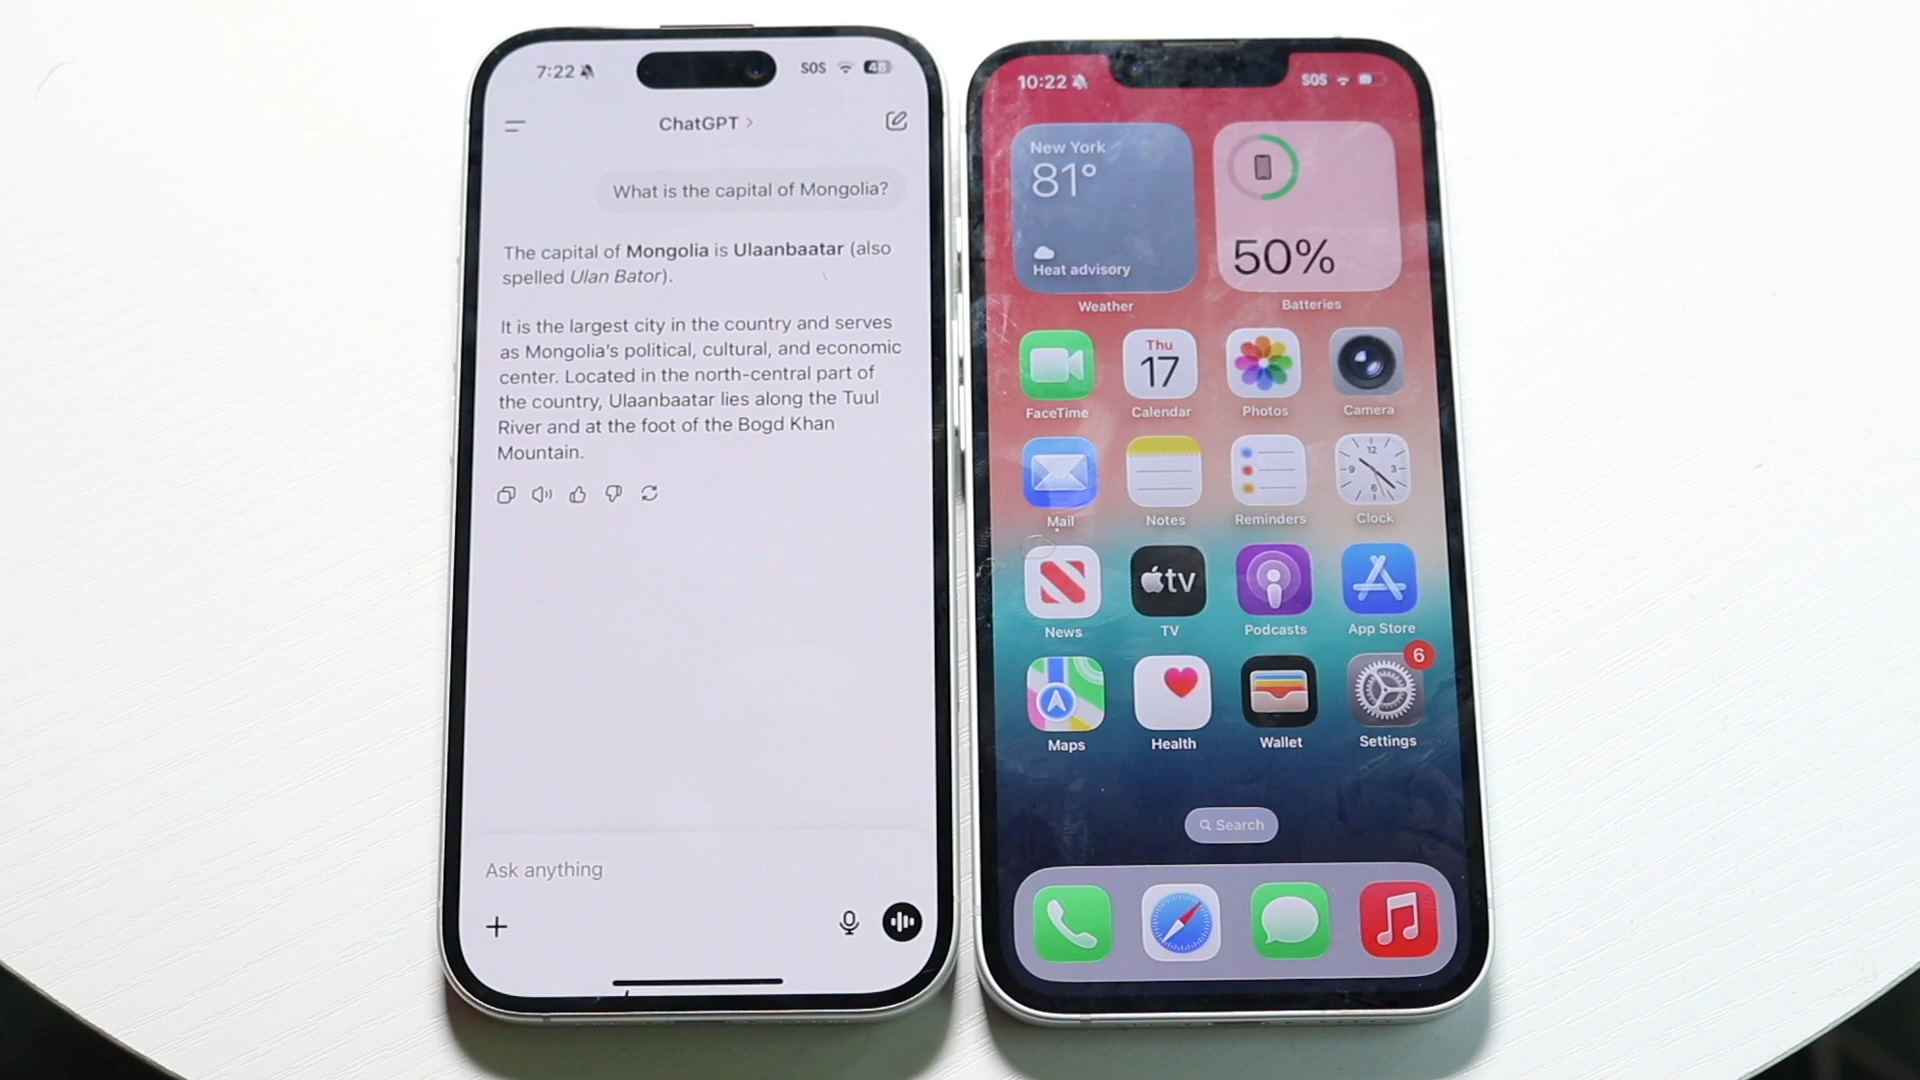 7:22
SOS
48
ChatGPT
What is the capital of Mongolia?
The capital of Mongolia is Ulaanbaatar (also
spelled Ulan Bator).
It is the largest city in the country and serves
as Mongolia's political, cultural, and economic
center. Located in the north-central part of
the country, Ulaanbaatar lies along the Tuul
River and at the foot of the Bogd Khan
Mountain.
Ask anything
10:22
SOS
New York
81°
Heat advisory
Weather
50%
Batteries
Thu
17
FaceTime
Calendar
Photos
Camera
12
9
3
6
Mail
Notes
Reminders
Clock
tv
News
TV
Podcasts
App Store
6
Maps
Health
Wallet
Settings
Search